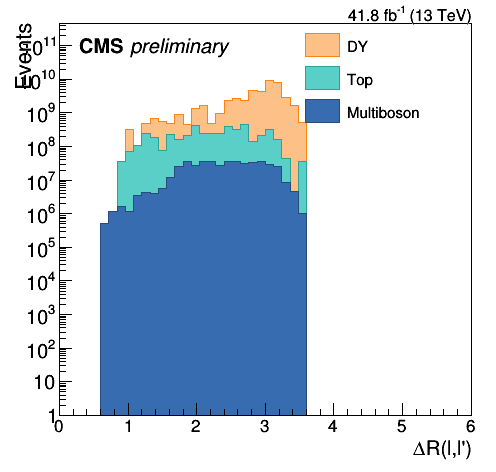 41.8 fb⁻¹ (13 TeV)
Events
CMS preliminary
DY
Top
Multiboson
10¹¹
10¹⁰
10⁹
10⁸
10⁷
10⁶
10⁵
10⁴
10³
10²
10
1
0 1 2 3 4 5 6
ΔR(l,l')